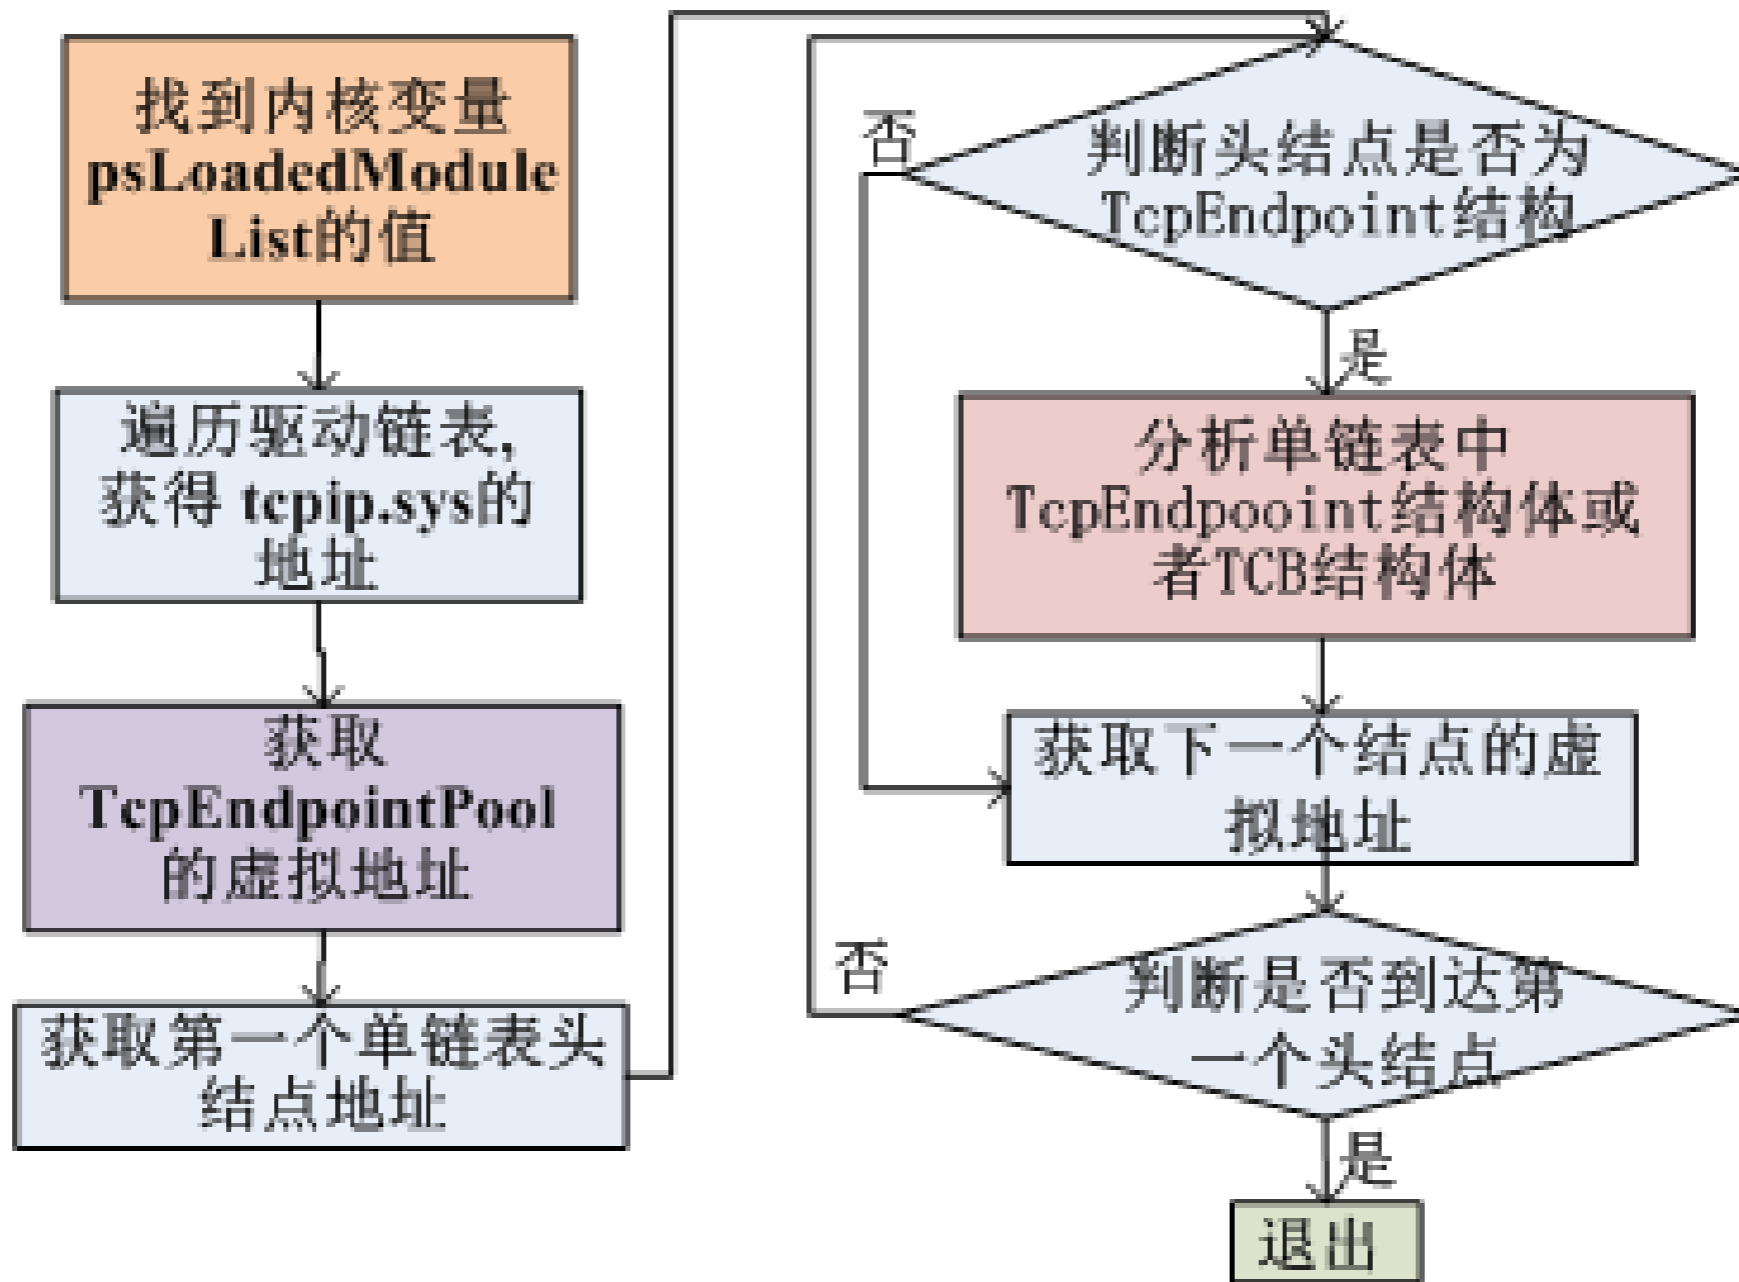 找到内核变量
psLoadedModule
List的值
遍历驱动链表,
获得 tcpip.sys的
地址
获取
TcpEndpointPool
的虚拟地址
获取第一个单链表头
结点地址
否
判断头结点是否为
TcpEndpoint结构
是
分析单链表中
TcpEndpooint结构体或
者TCB结构体
获取下一个结点的虚
拟地址
否
判断是否到达第
一个头结点
是
退出